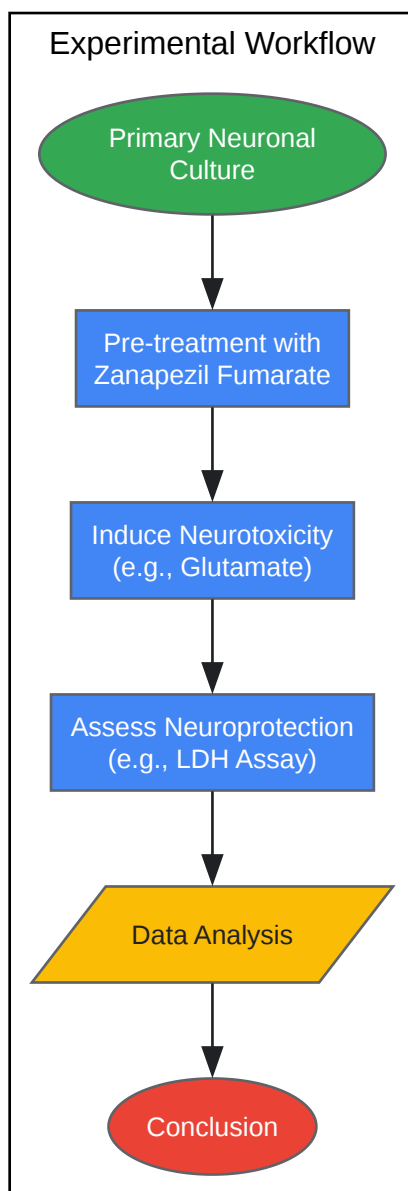 Experimental Workflow
Primary Neuronal
Culture
Pre-treatment with
Zanapezil Fumarate
Induce Neurotoxicity
(e.g., Glutamate)
Assess Neuroprotection
(e.g., LDH Assay)
Data Analysis
Conclusion